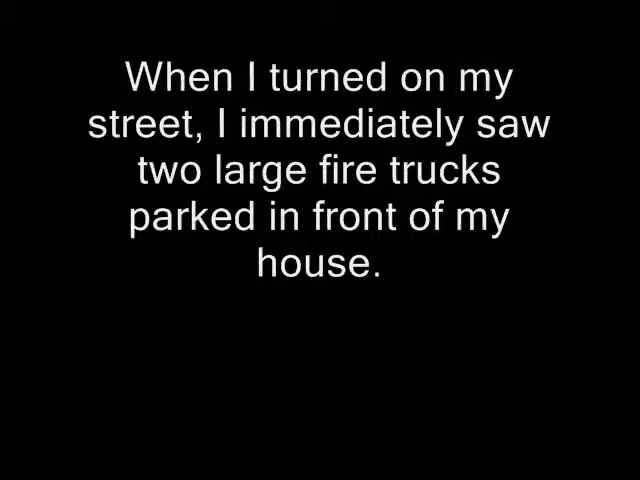 When I turned on my
street, I immediately saw
two large fire trucks
parked in front of my
house.